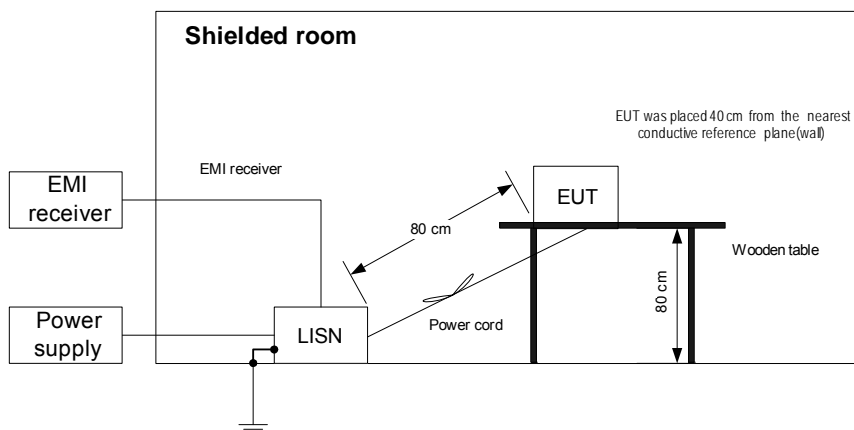 Shielded room
EUT was placed 40 cm from the nearest
conductive reference plane(wall)
EMI
receiver
EMI receiver
EUT
80 cm
Wooden table
80 cm
Power
supply
LISN
Power cord